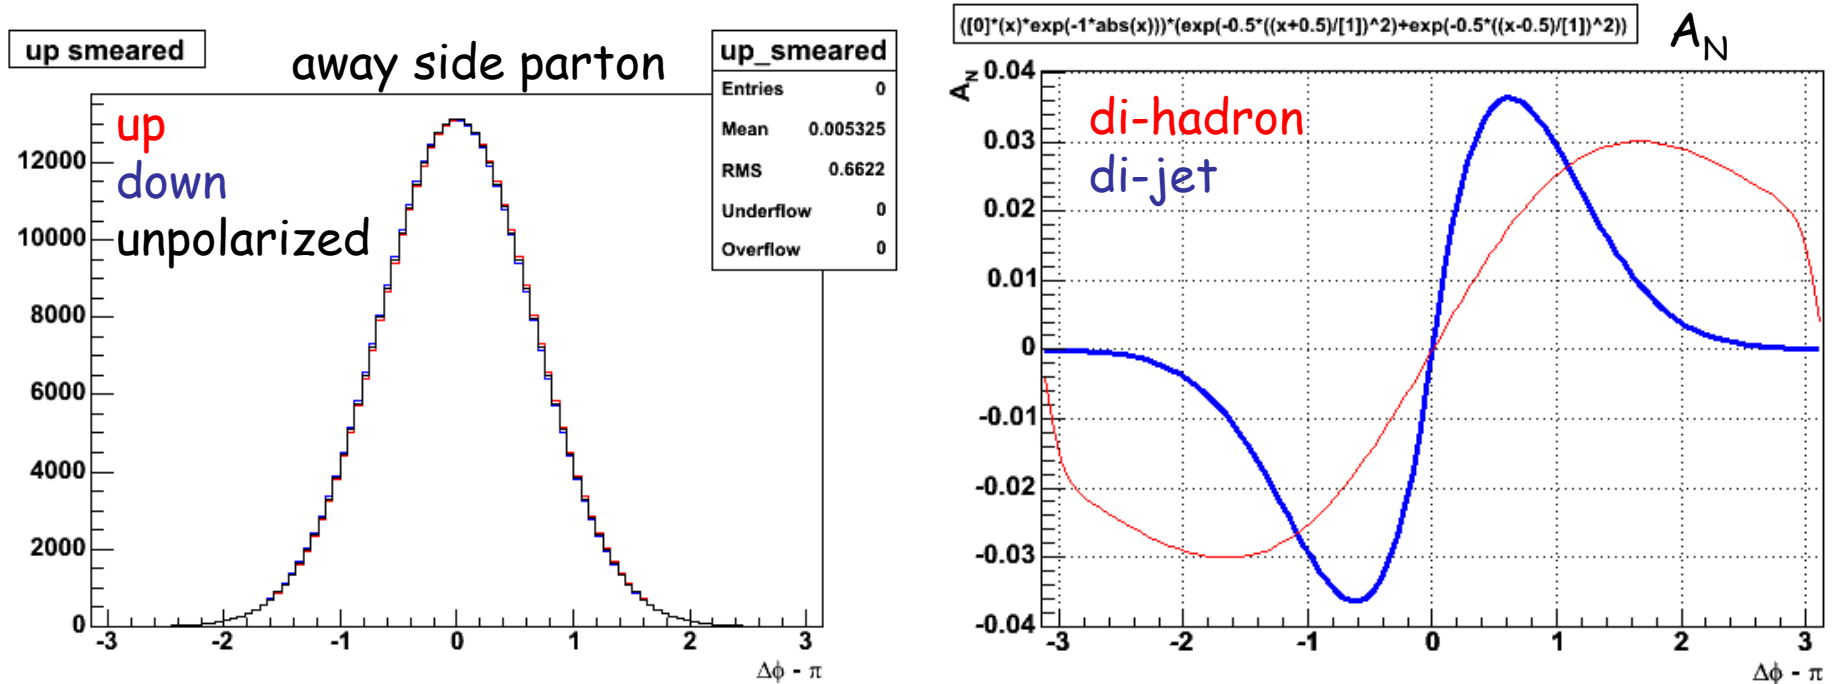 up smeared
away side parton
up_smeared
Entries 0
Mean 0.005325
RMS 0.6622
Underflow 0
Overflow 0
up
down
unpolarized
12000
10000
8000
6000
4000
2000
0
-3 -2 -1 0 1 2 3
Δϕ - π
([0]*(x)*exp(-1*abs(x)))*(exp(-0.5*((x+0.5)/[1])^2)+exp(-0.5*((x-0.5)/[1])^2))
A_N
A_N
di-hadron
di-jet
0.04
0.03
0.02
0.01
0
-0.01
-0.02
-0.03
-0.04
-3 -2 -1 0 1 2 3
Δϕ - π